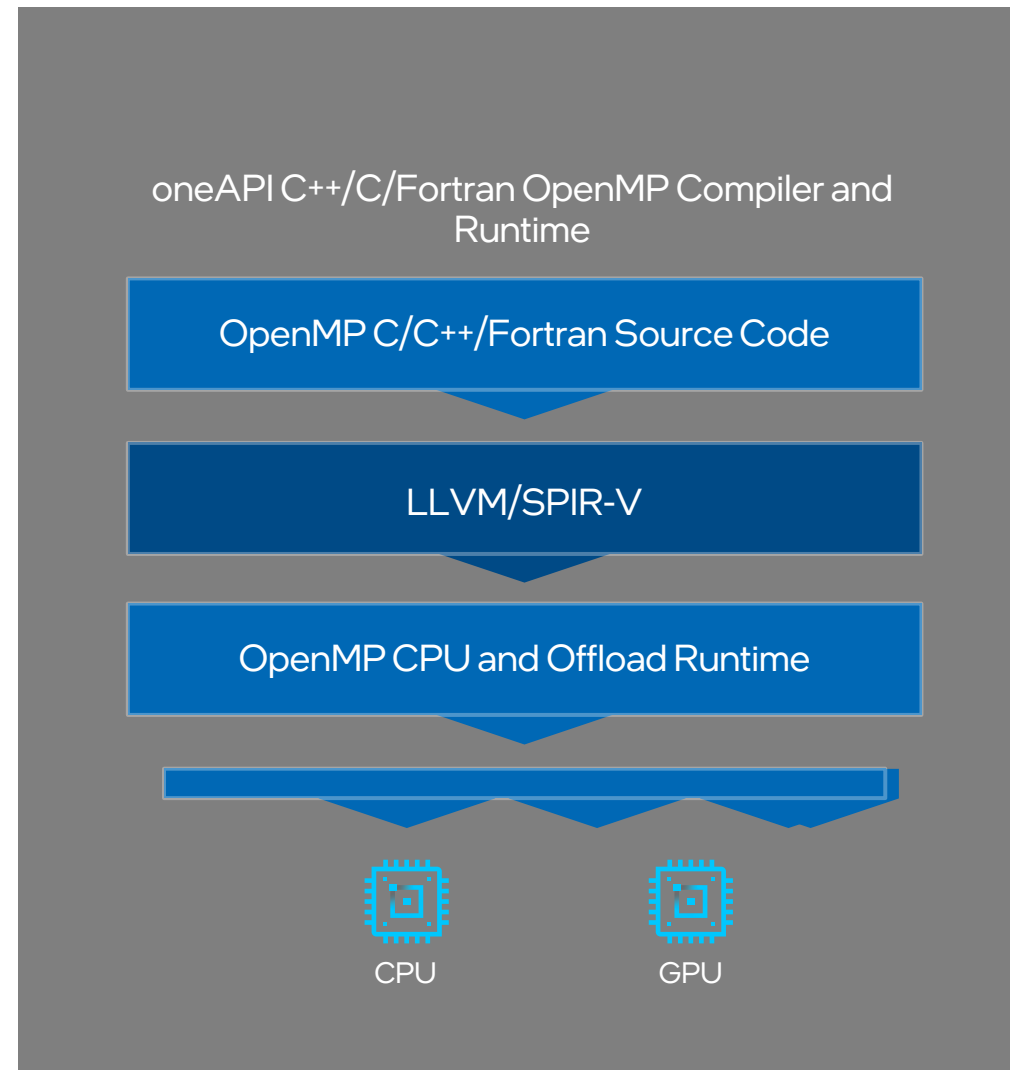 oneAPI C++/C/Fortran OpenMP Compiler and
Runtime
OpenMP C/C++/Fortran Source Code
LLVM/SPIR-V
OpenMP CPU and Offload Runtime
CPU
GPU